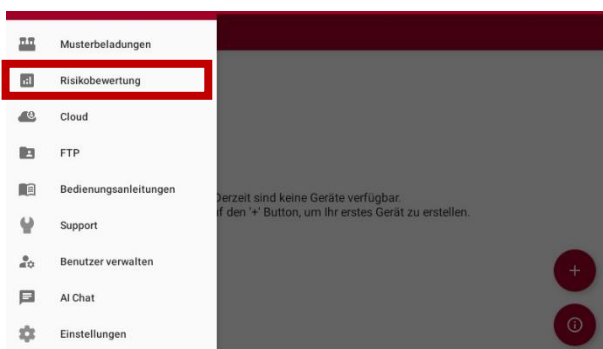 Musterbeladungen
Risikobewertung
Cloud
FTP
Bedienungsanleitungen
Derzeit sind keine Geräte verfügbar.
f den '+' Button, um Ihr erstes Gerät zu erstellen.
Support
Benutzer verwalten
AI Chat
Einstellungen